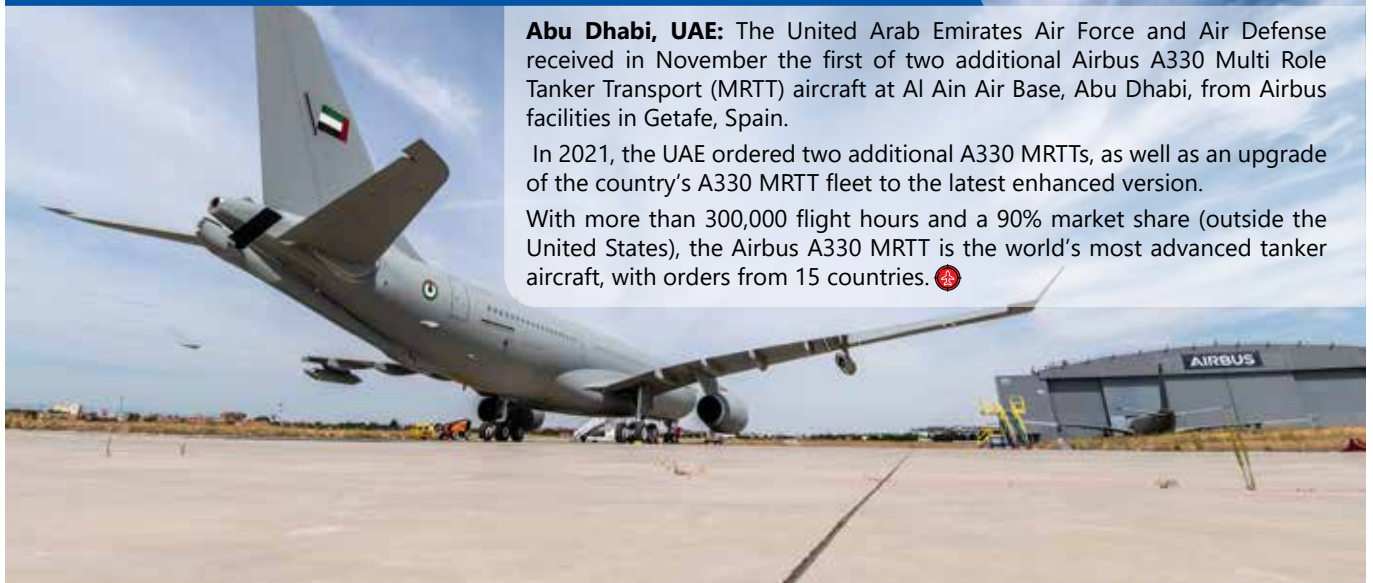 Abu Dhabi, UAE: The United Arab Emirates Air Force and Air Defense
received in November the first of two additional Airbus A330 Multi Role
Tanker Transport (MRTT) aircraft at Al Ain Air Base, Abu Dhabi, from Airbus
facilities in Getafe, Spain.
In 2021, the UAE ordered two additional A330 MRTTs, as well as an upgrade
of the country’s A330 MRTT fleet to the latest enhanced version.
With more than 300,000 flight hours and a 90% market share (outside the
United States), the Airbus A330 MRTT is the world’s most advanced tanker
aircraft, with orders from 15 countries.
AIRBUS